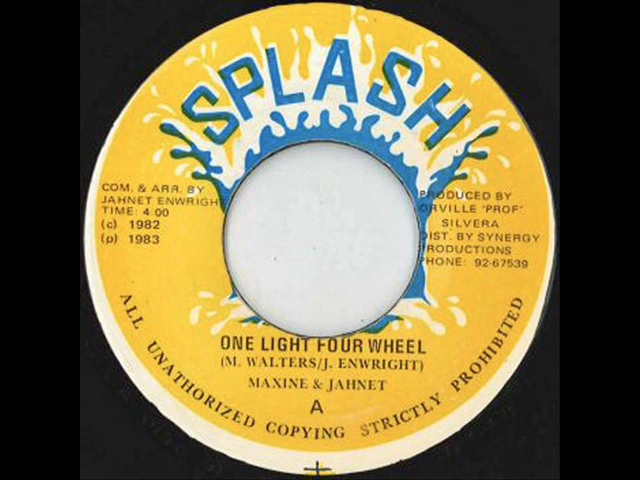 SPLASH
COM. & ARR. BY
JAHNET ENWRIGHT
TIME: 4.00
(c) 1982
(p) 1983
PRODUCED BY
ORVILLE 'PROF'
SILVERA
DIST. BY SYNERGY
PRODUCTIONS
PHONE: 92-67539
ONE LIGHT FOUR WHEEL
(M. WALTERS/J. ENWRIGHT)
MAXINE & JAHNET
A
ALL UNAUTHORIZED COPYING STRICTLY PROHIBITED